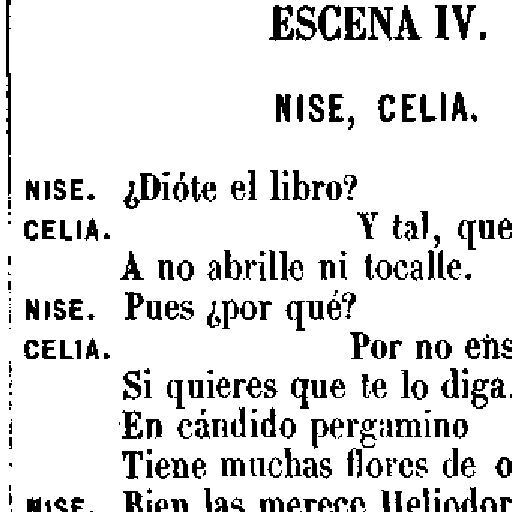 ESCENA IV.
NISE, CELIA.
NISE. ¿Dióte el libro?
CELIA. Y tal, que
A no abrille ni tocalle.
NISE. Pues ¿por qué?
CELIA. Por no ens
Si quieres que te lo diga.
En cándido pergamino
Tiene muchas flores de o
NISE. Bien las merece Heliodor